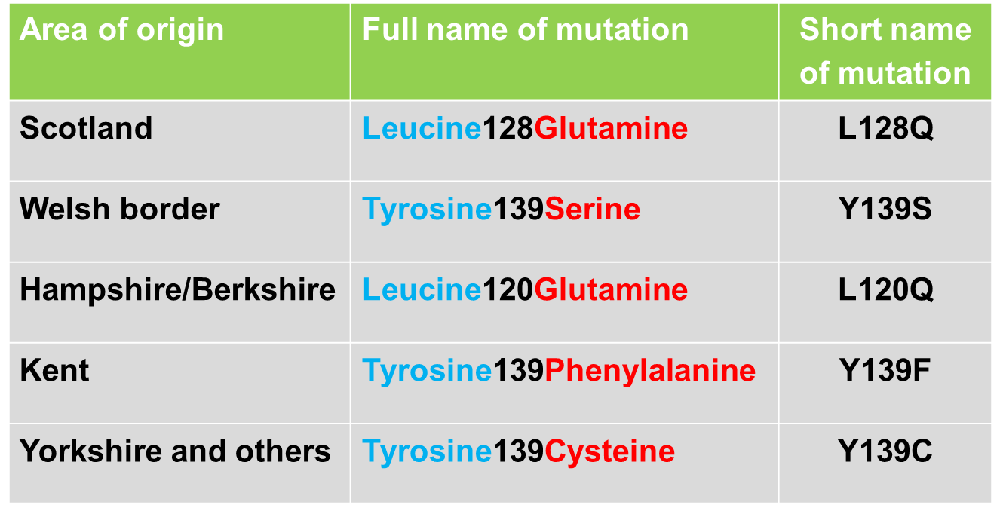 Area of origin Full name of mutation Short name
of mutation
Scotland Leucine128Glutamine L128Q
Welsh border Tyrosine139Serine Y139S
Hampshire/Berkshire Leucine120Glutamine L120Q
Kent Tyrosine139Phenylalanine Y139F
Yorkshire and others Tyrosine139Cysteine Y139C